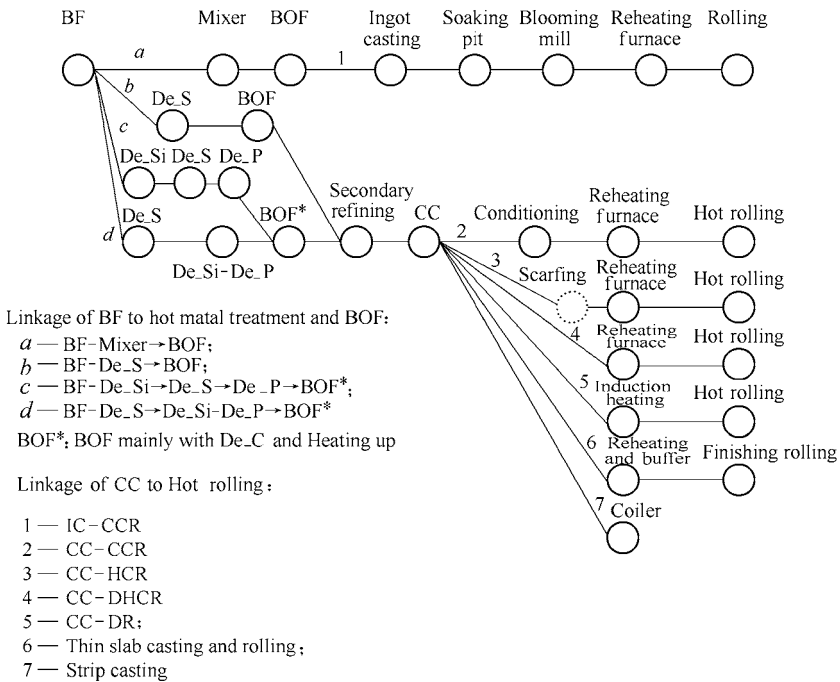 BF
Mixer
BOF
Ingot
casting
Soaking
pit
Blooming
mill
Reheating
furnace
Rolling
a
1
b
De_S
BOF
c
De_Si
De_S
De_P
d
De_S
De_Si-De_P
BOF*
Secondary
refining
CC
2
Conditioning
Reheating
furnace
Hot rolling
3
Scarfing
Reheating
furnace
Hot rolling
4
Reheating
furnace
Hot rolling
5
Induction
heating
Hot rolling
6
Reheating
and buffer
Finishing rolling
7
Coiler
Linkage of BF to hot matal treatment and BOF:
a — BF-Mixer→BOF;
b — BF-De_S→BOF;
c — BF-De_Si→De_S→De_P→BOF*;
d — BF-De_S→De_Si-De_P→BOF*
BOF*: BOF mainly with De_C and Heating up
Linkage of CC to Hot rolling:
1 — IC-CCR
2 — CC-CCR
3 — CC-HCR
4 — CC-DHCR
5 — CC-DR;
6 — Thin slab casting and rolling;
7 — Strip casting